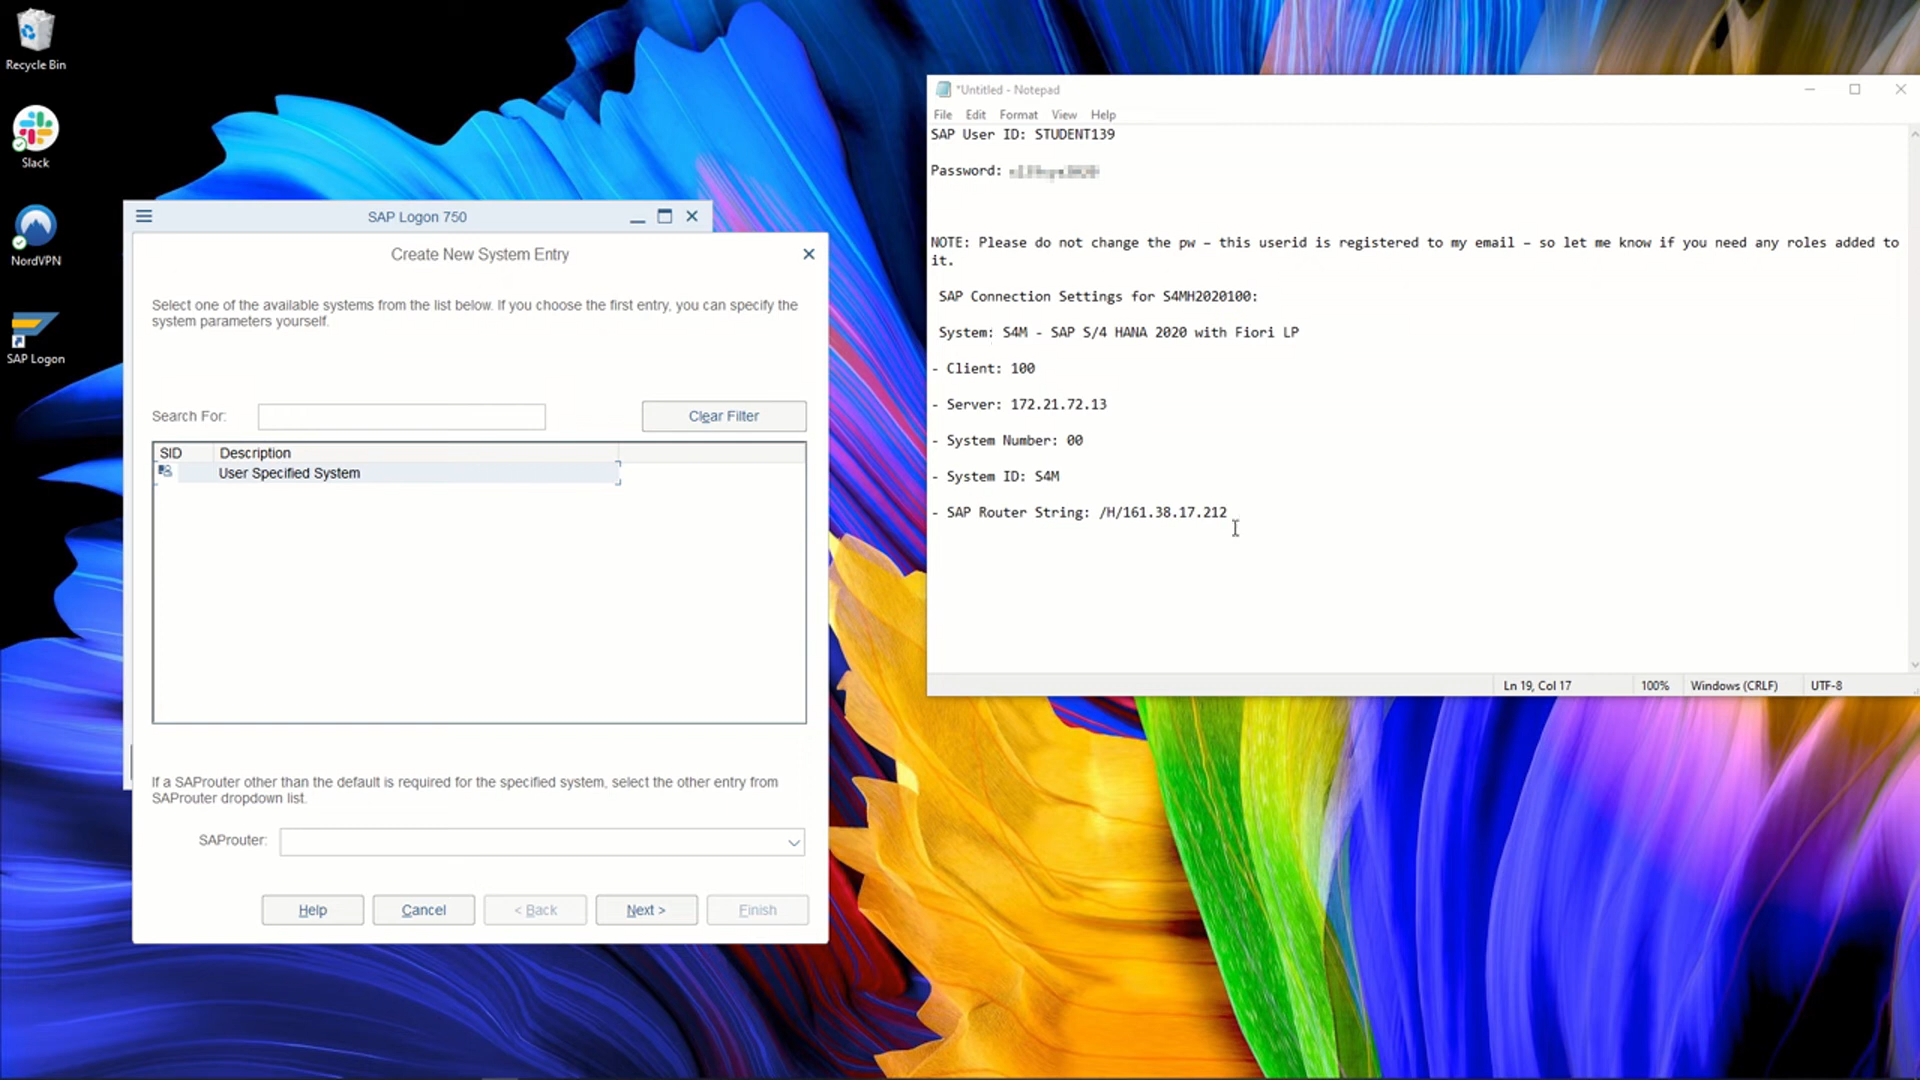 Recycle Bin
Slack
NordVPN
SAP Logon
SAP Logon 750
Create New System Entry
Select one of the available systems from the list below. If you choose the first entry, you can specify the
system parameters yourself.
Search For:
Clear Filter
SID Description
User Specified System
If a SAProuter other than the default is required for the specified system, select the other entry from
SAProuter dropdown list.
SAProuter:
Help
Cancel
< Back
Next >
Finish
*Untitled - Notepad
File Edit Format View Help
SAP User ID: STUDENT139
Password:
NOTE: Please do not change the pw – this userid is registered to my email – so let me know if you need any roles added to
it.
SAP Connection Settings for S4MH2020100:
System: S4M - SAP S/4 HANA 2020 with Fiori LP
- Client: 100
- Server: 172.21.72.13
- System Number: 00
- System ID: S4M
- SAP Router String: /H/161.38.17.212
Ln 19, Col 17
100%
Windows (CRLF)
UTF-8